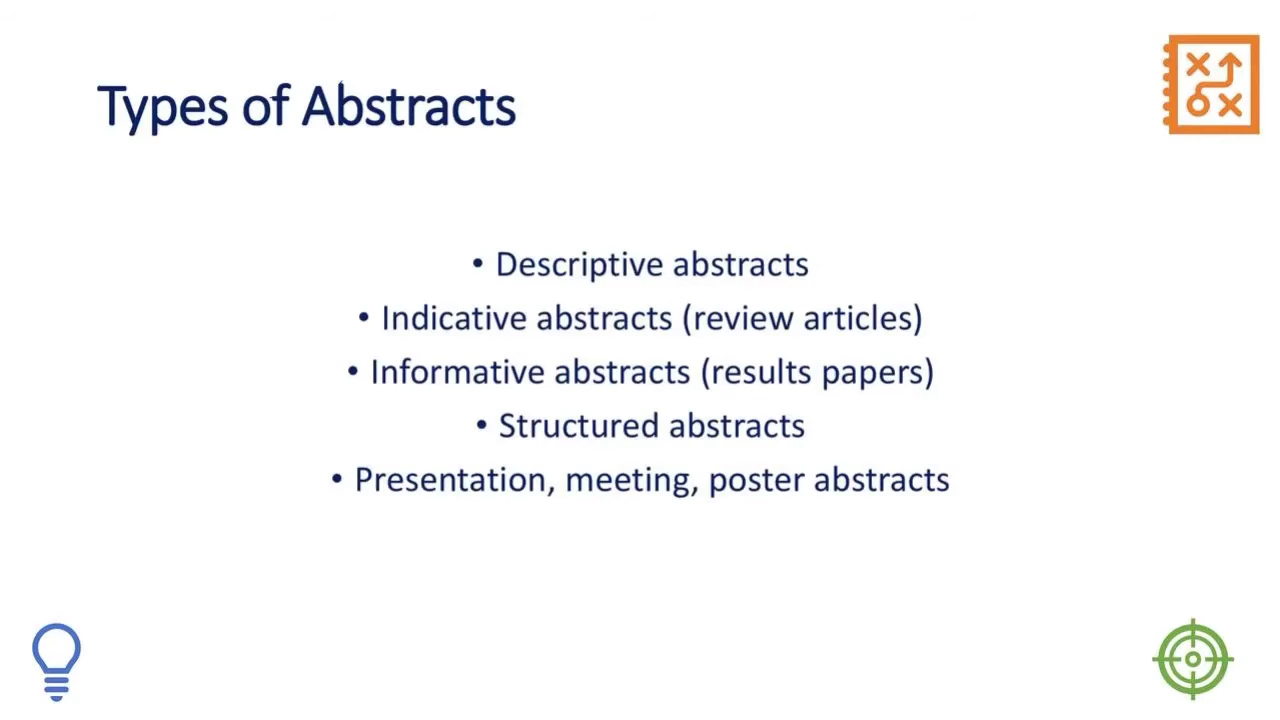 Types of Abstracts
• Descriptive abstracts
• Indicative abstracts (review articles)
• Informative abstracts (results papers)
• Structured abstracts
• Presentation, meeting, poster abstracts